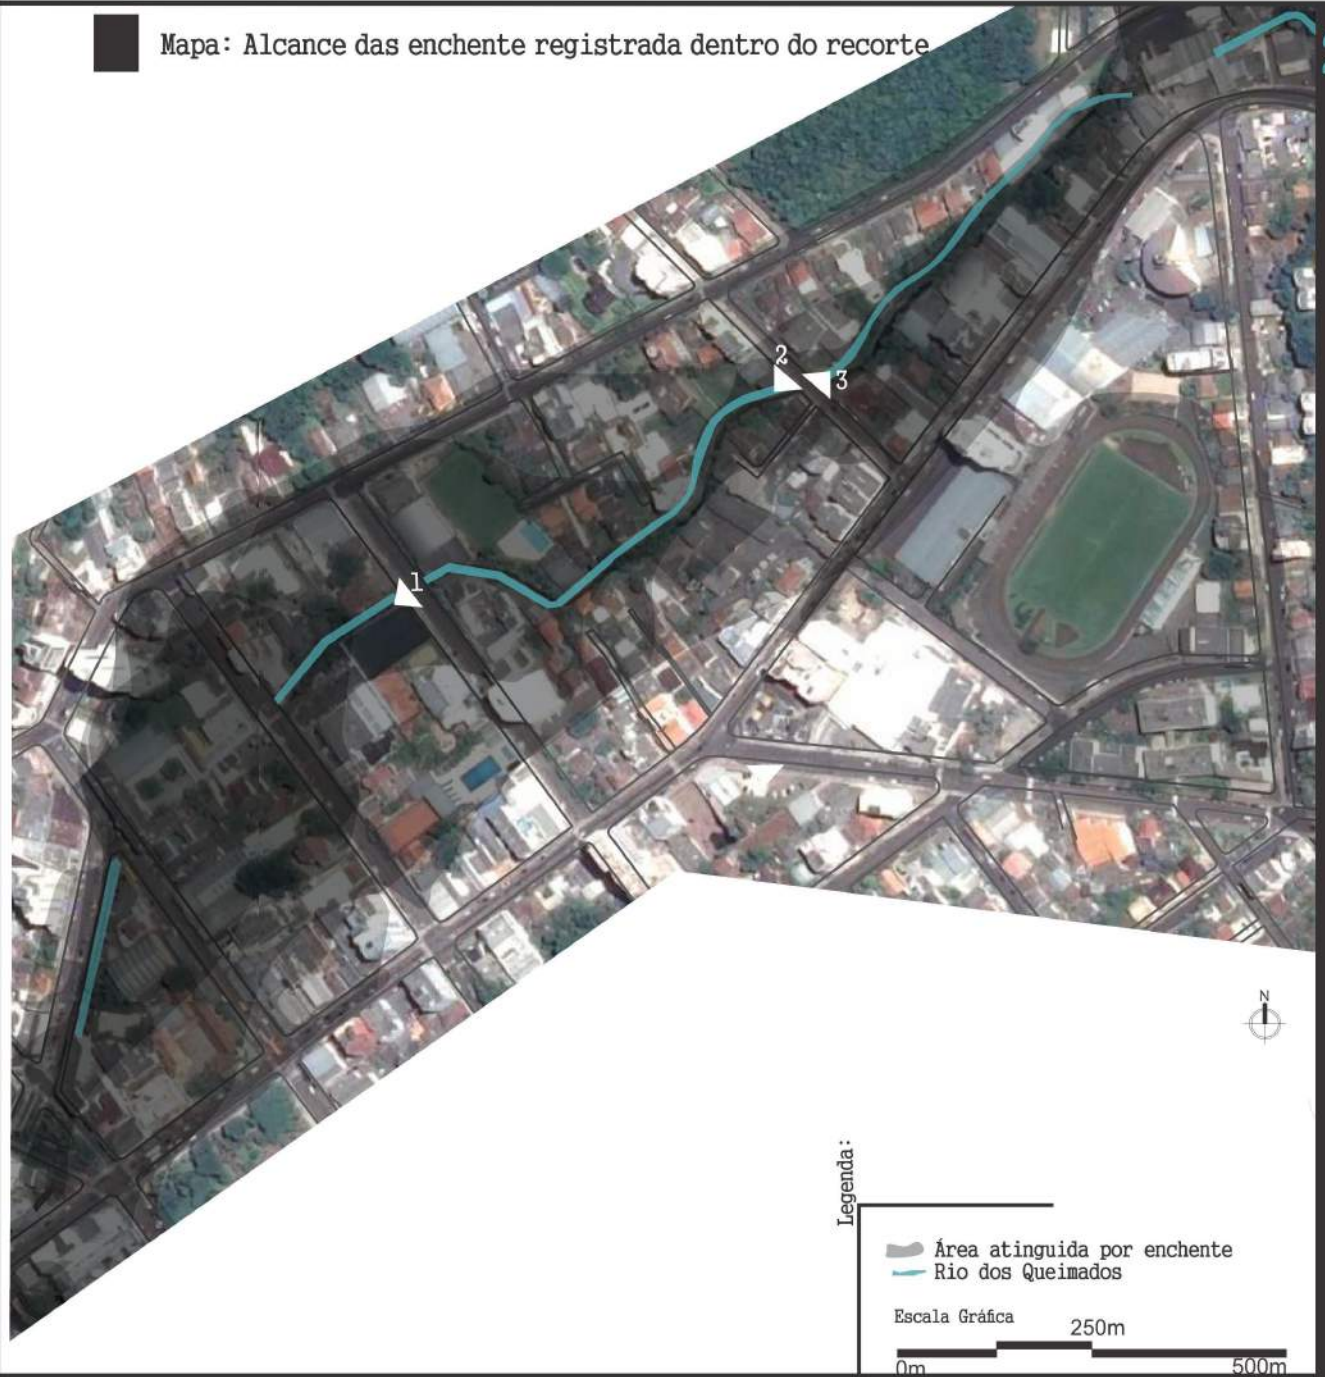 Mapa: Alcance das enchente registrada dentro do recorte
2
3
1
N
Legenda:
Área atinguida por enchente
Rio dos Queimados
Escala Gráfica
250m
0m
500m